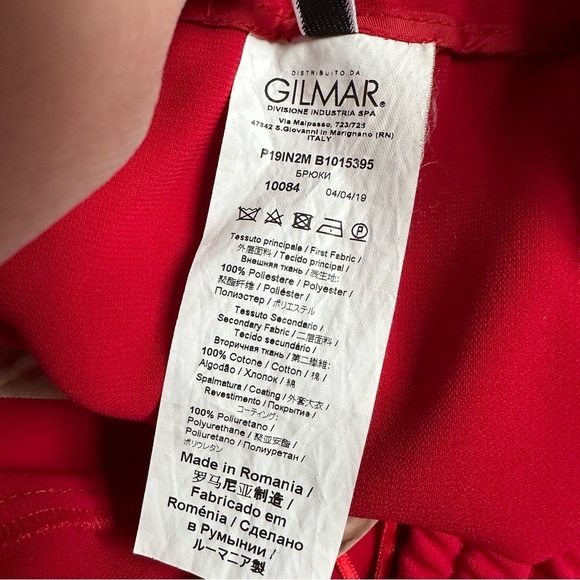 DISTRIBUITO DA:
GILMAR®
DIVISIONE INDUSTRIA SPA
Via Malpasso, 723/725
47842 S.Giovanni in Marignano (RN)
ITALY
P19IN2M B1015395
БРЮКИ
10084 04/04/19
Tessuto principale / First Fabric /
外层面料 / Tecido principal /
Внешняя ткань / 表生地:
100% Poliestere / Polyester /
聚酯纤维 / Poliéster /
Полиэстер / ポリエステル
Tessuto Secondario /
Secondary Fabric / 二层面料 /
Tecido secundário /
Вторичная ткань / 第二繊維:
100% Cotone / Cotton / 棉 /
Algodão / Хлопок / 綿
Spalmatura / Coating / 外套大衣 /
Revestimento / Покрытие /
コーティング:
100% Poliuretano /
Polyurethane / 聚亚安酯 /
Poliuretano / Полиуретан /
ポリウレタン
Made in Romania /
罗马尼亚制造 /
Fabricado em
Roménia / Сделано
в Румынии /
ルーマニア製